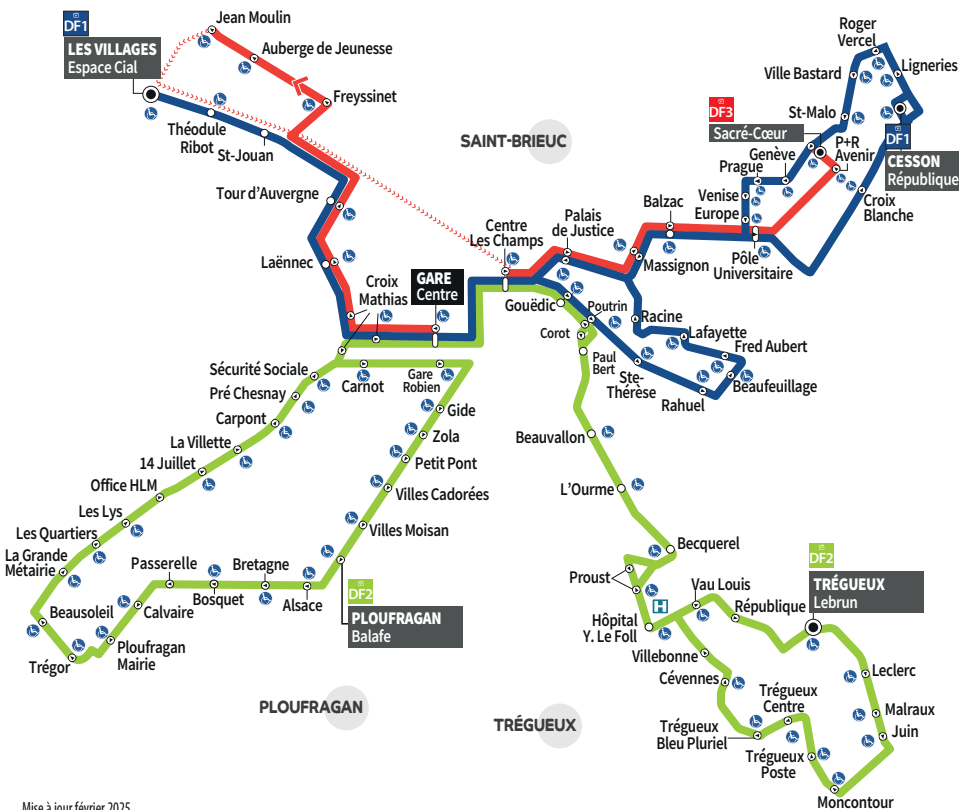 Jean Moulin
Auberge de Jeunesse
Freyssinet
DF1
LES VILLAGES
Espace Cial
Théodule
Ribot
St-Jouan
Tour d'Auvergne
Laënnec
Croix
Mathias
GARE
Centre
SAINT-BRIEUC
Centre
Les Champs
Palais
de Justice
Balzac
Massignon
Pôle
Universitaire
Europe
Venise
Prague
Genève
DF3
Sacré-Cœur
P+R
Avenir
St-Malo
Ville Bastard
Roger
Vercel
Ligneries
DF1
CESSON
République
Croix
Blanche
Gouëdic
Poutrin
Corot
Paul
Bert
Racine
Lafayette
Fred Aubert
Beaufeuillage
Rahuel
Ste-
Thérèse
Sécurité Sociale
Carnot
Gare
Robien
Pré Chesnay
Carpont
La Villette
14 Juillet
Office HLM
Les Lys
Les Quartiers
La Grande
Métairie
Beausoleil
Trégor
Ploufragan
Mairie
Calvaire
Passerelle
Bosquet
Bretagne
Alsace
Gide
Zola
Petit Pont
Villes Cadorées
Villes Moisan
DF2
PLOUFRAGAN
Balafe
PLOUFRAGAN
Beauvallon
L'Ourme
Becquerel
Proust
H
Hôpital
Y. Le Foll
Vau Louis
République
DF2
TRÉGUEUX
Lebrun
Villebonne
Cévennes
Trégueux
Bleu Pluriel
Trégueux
Centre
Trégueux
Poste
Leclerc
Malraux
Juin
Moncontour
TRÉGUEUX
Mise à jour février 2025